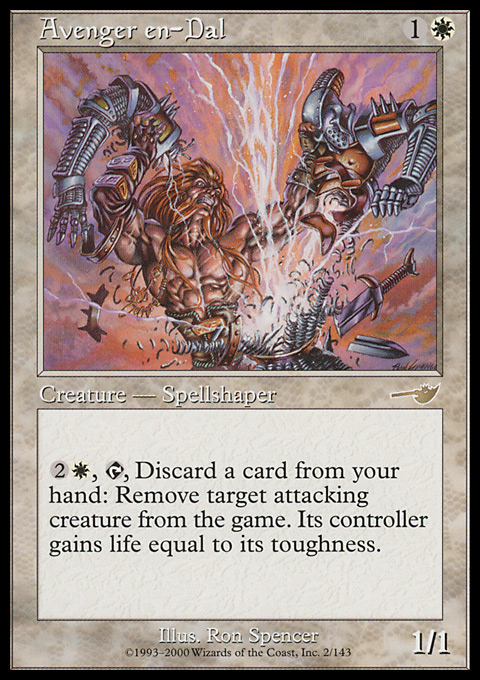 Avenger en-Dal 1
Creature — Spellshaper
2, , Discard a card from your
hand: Remove target attacking
creature from the game. Its controller
gains life equal to its toughness.
Illus. Ron Spencer
©1993–2000 Wizards of the Coast, Inc. 2/143
1/1